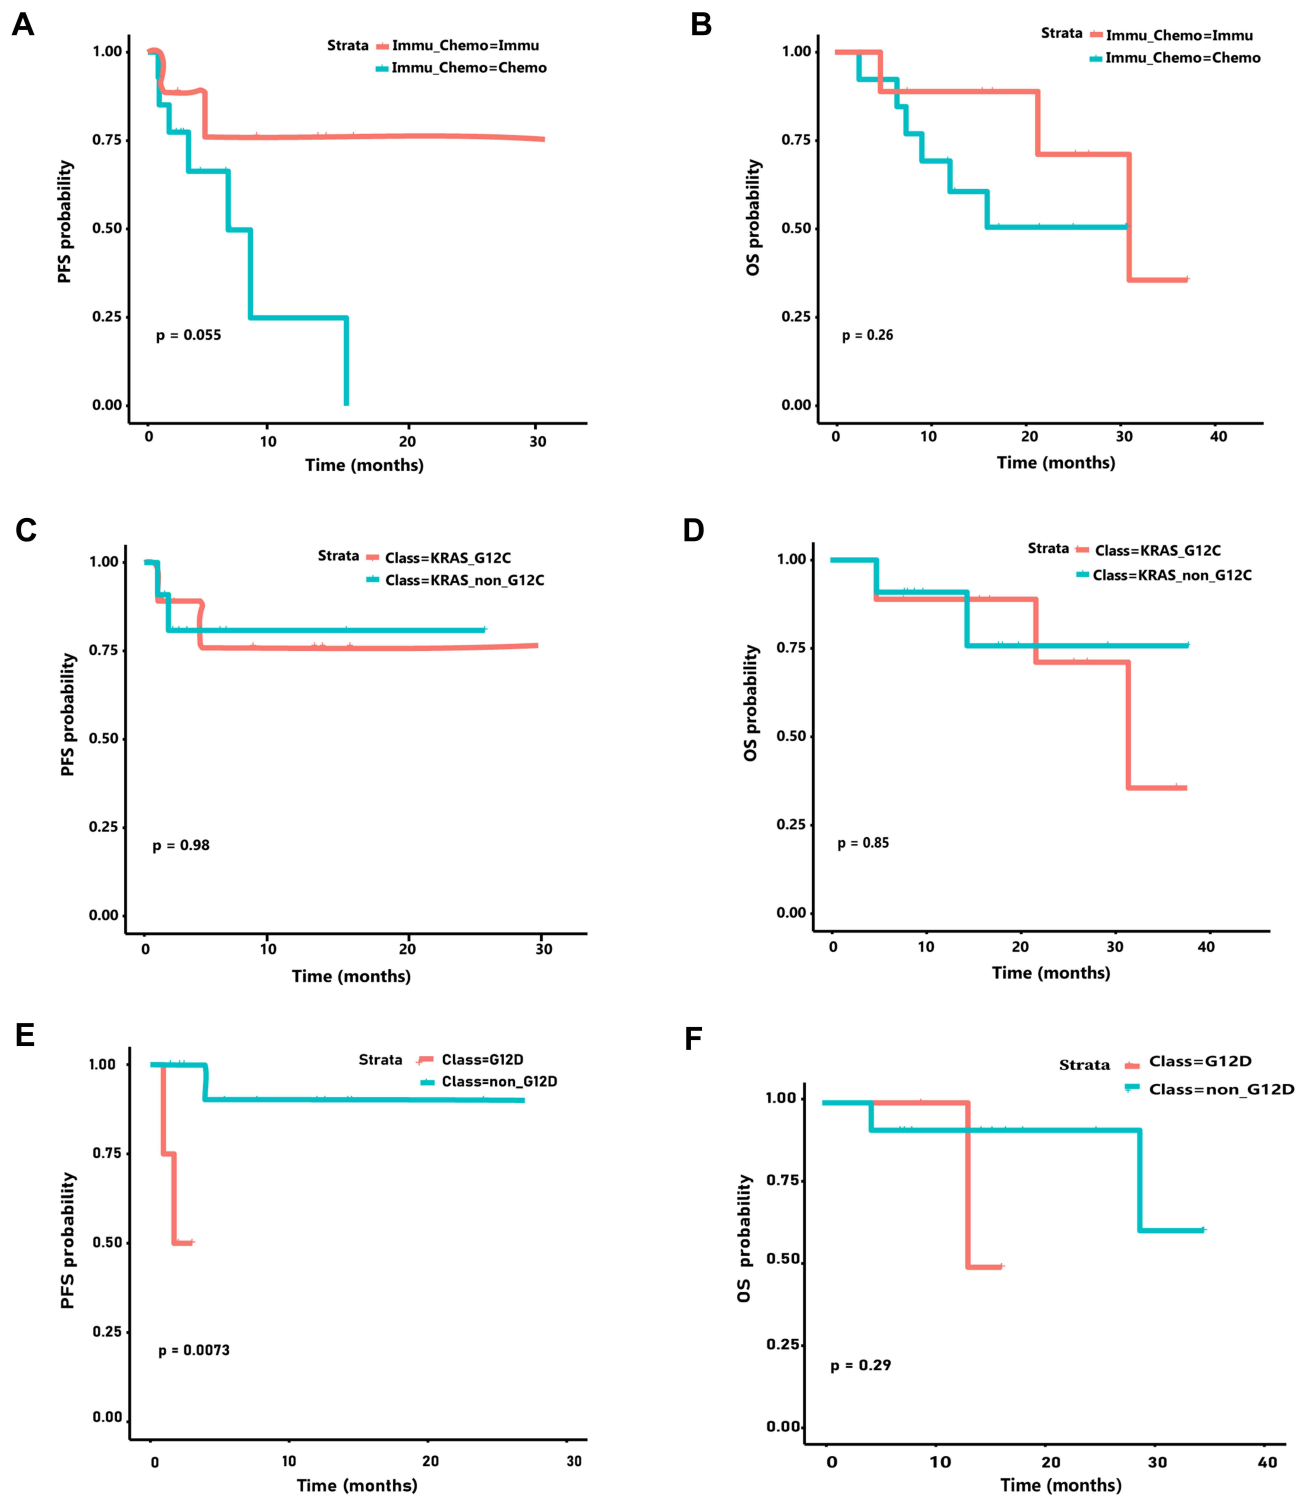 A
Strata Immu_Chemo=Immu
Immu_Chemo=Chemo
1.00
0.75
0.50
0.25
0.00
PFS probability
p = 0.055
0 10 20 30
Time (months)
B
Strata Immu_Chemo=Immu
Immu_Chemo=Chemo
1.00
0.75
0.50
0.25
0.00
OS probability
p = 0.26
0 10 20 30 40
Time (months)
C
Strata Class=KRAS_G12C
Class=KRAS_non_G12C
1.00
0.75
0.50
0.25
0.00
PFS probability
p = 0.98
0 10 20 30
Time (months)
D
Strata Class=KRAS_G12C
Class=KRAS_non_G12C
1.00
0.75
0.50
0.25
0.00
OS probability
p = 0.85
0 10 20 30 40
Time (months)
E
Strata Class=G12D
Class=non_G12D
1.00
0.75
0.50
0.25
0.00
PFS probability
p = 0.0073
0 10 20 30
Time (months)
F
Strata Class=G12D
Class=non_G12D
1.00
0.75
0.50
0.25
0.00
OS probability
p = 0.29
0 10 20 30 40
Time (months)